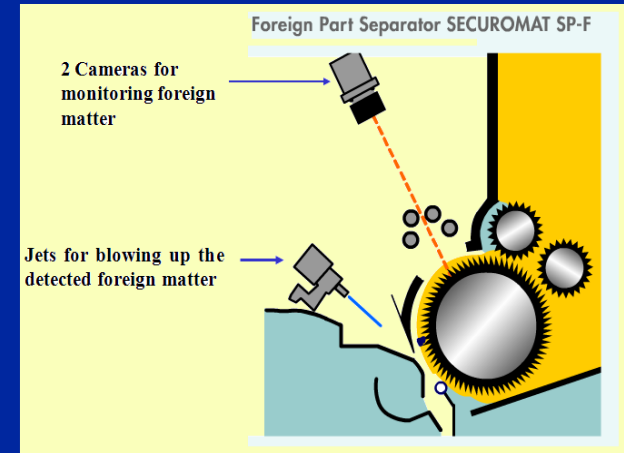 Foreign Part Separator SECUROMAT SP-F
2 Cameras for
monitoring foreign
matter
Jets for blowing up the
detected foreign matter